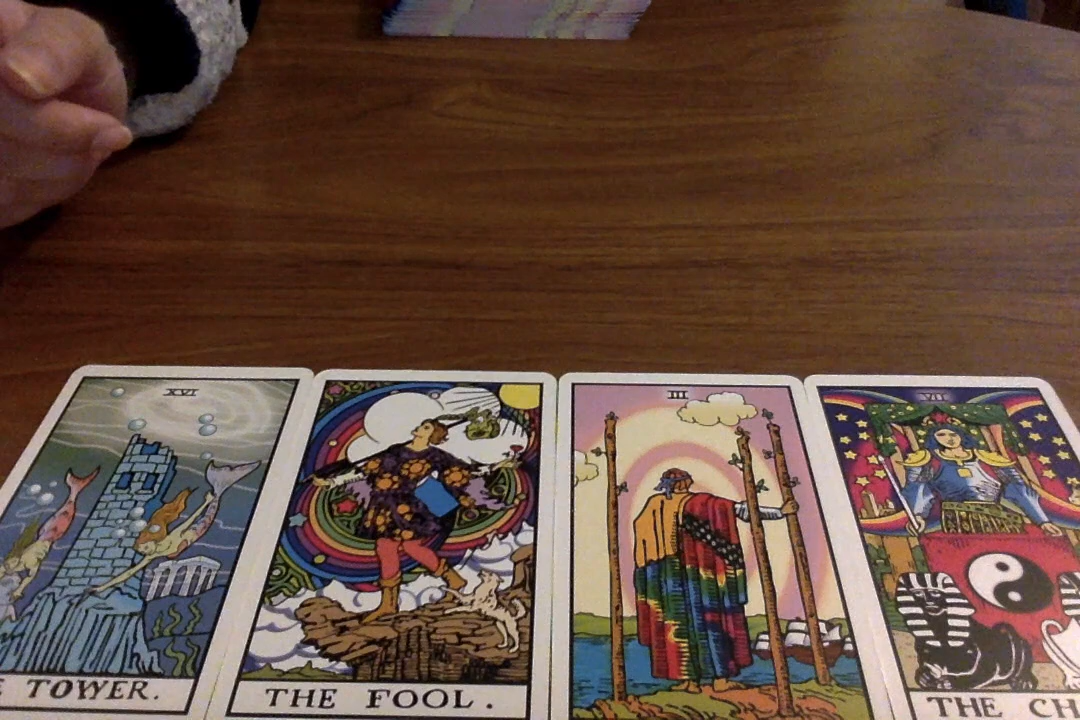 XVI
E TOWER.
THE FOOL.
III
VII
THE CH